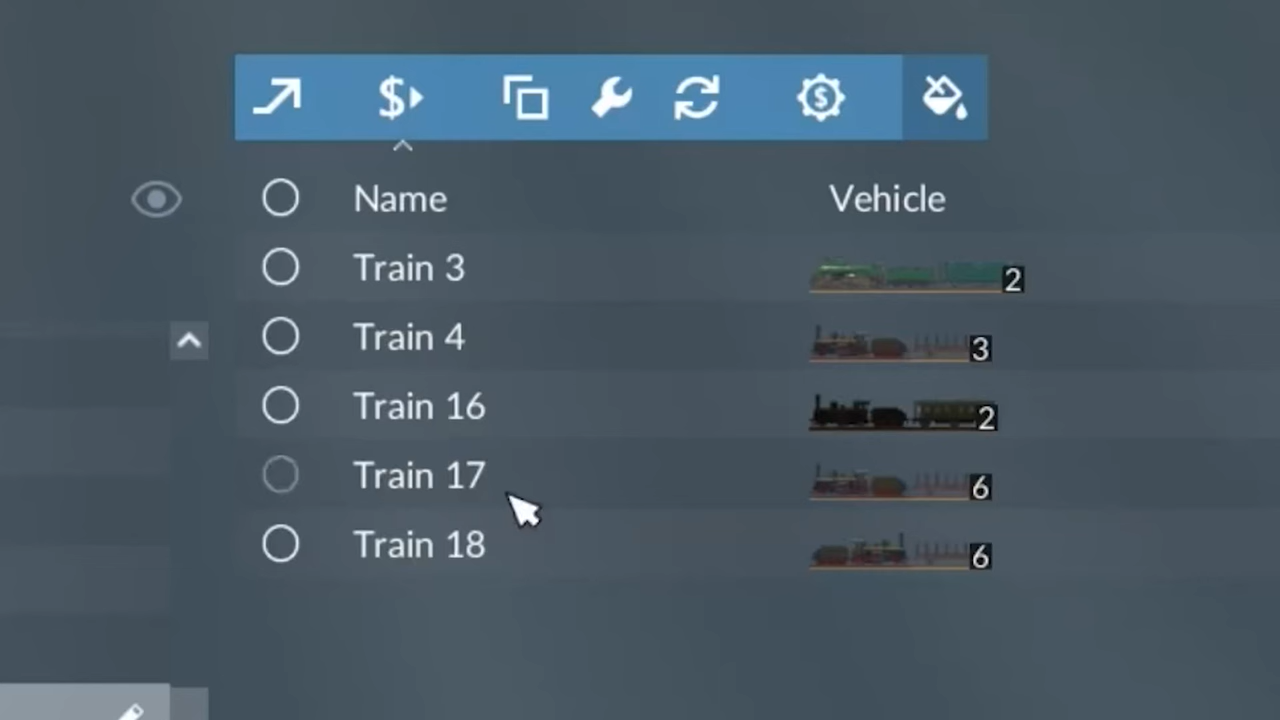 $
$
Name Vehicle
Train 3 2
Train 4 3
Train 16 2
Train 17 6
Train 18 6